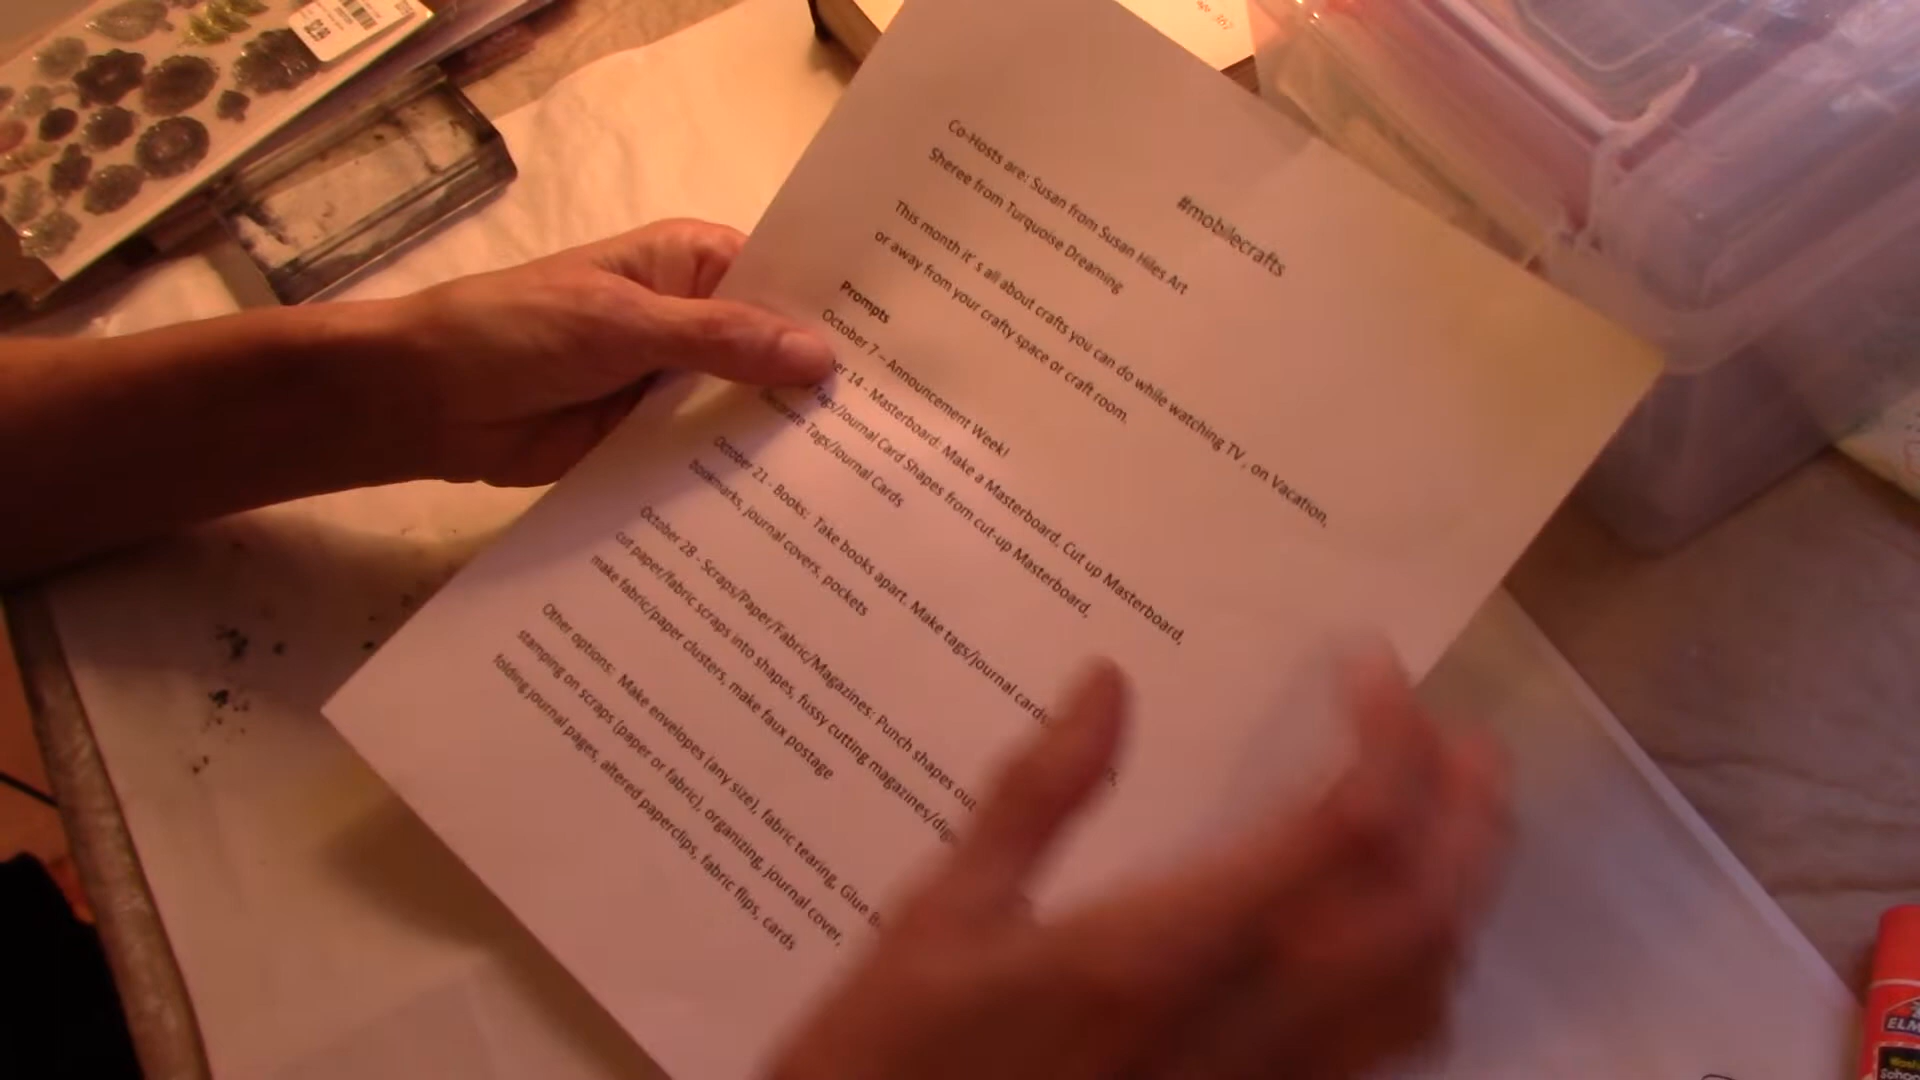 #mobilecrafts
Co-Hosts are: Susan from Susan Hiles Art
Sheree from Turquoise Dreaming
This month it's all about crafts you can do while watching TV , on Vacation,
or away from your crafty space or craft room.
Prompts
October 7 – Announcement Week!
14 - Masterboard: Make a Masterboard, Cut up Masterboard,
Tags/Journal Card Shapes from cut-up Masterboard,
Tags/Journal Cards
October 21 - Books: Take books apart. Make tags/journal cards
bookmarks, journal covers, pockets
October 28 - Scraps/Paper/Fabric/Magazines: Punch shapes out
cut paper/fabric scraps into shapes, fussy cutting magazines/
make fabric/paper clusters, make faux postage
Other options: Make envelopes (any size), fabric tearing, Glue
stamping on scraps (paper or fabric), organizing, journal cover,
folding journal pages, altered paperclips, fabric flips, cards
ELM